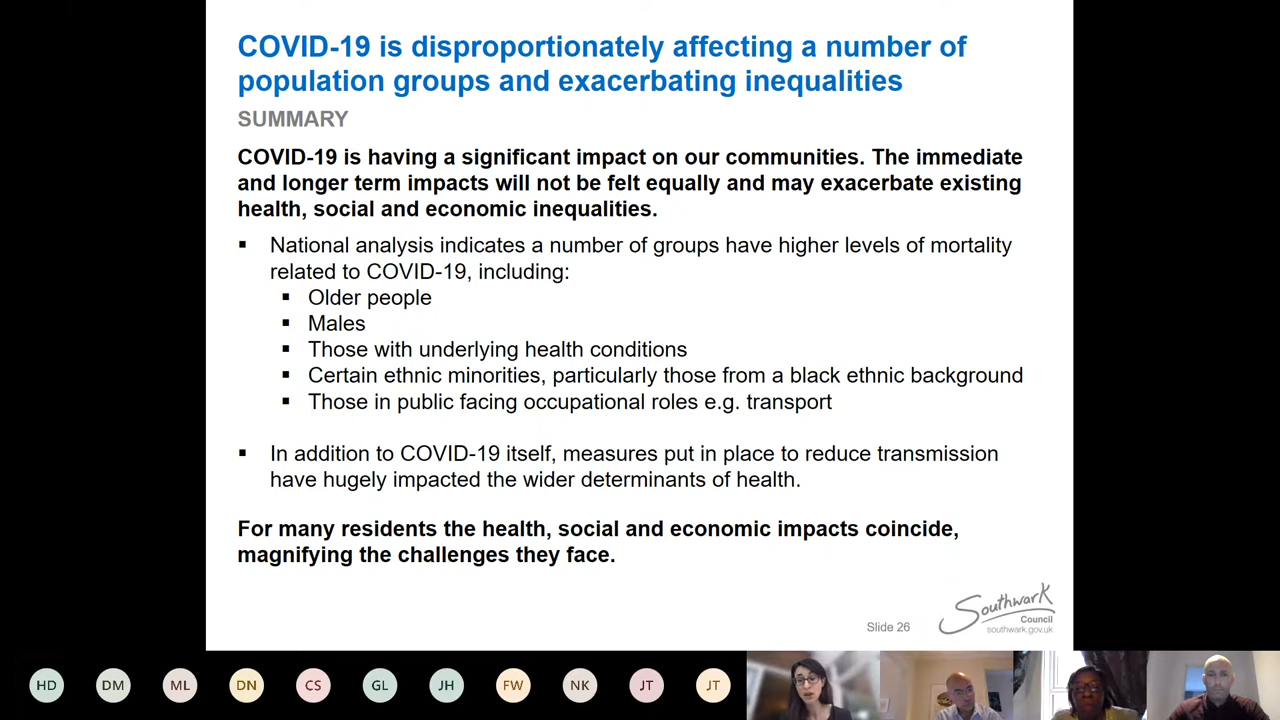 COVID-19 is disproportionately affecting a number of
population groups and exacerbating inequalities
SUMMARY
COVID-19 is having a significant impact on our communities. The immediate
and longer term impacts will not be felt equally and may exacerbate existing
health, social and economic inequalities.
▪ National analysis indicates a number of groups have higher levels of mortality
related to COVID-19, including:
▪ Older people
▪ Males
▪ Those with underlying health conditions
▪ Certain ethnic minorities, particularly those from a black ethnic background
▪ Those in public facing occupational roles e.g. transport
▪ In addition to COVID-19 itself, measures put in place to reduce transmission
have hugely impacted the wider determinants of health.
For many residents the health, social and economic impacts coincide,
magnifying the challenges they face.
Slide 26
Southwark
Council
southwark.gov.uk
HD DM ML DN CS GL JH FW NK JT JT